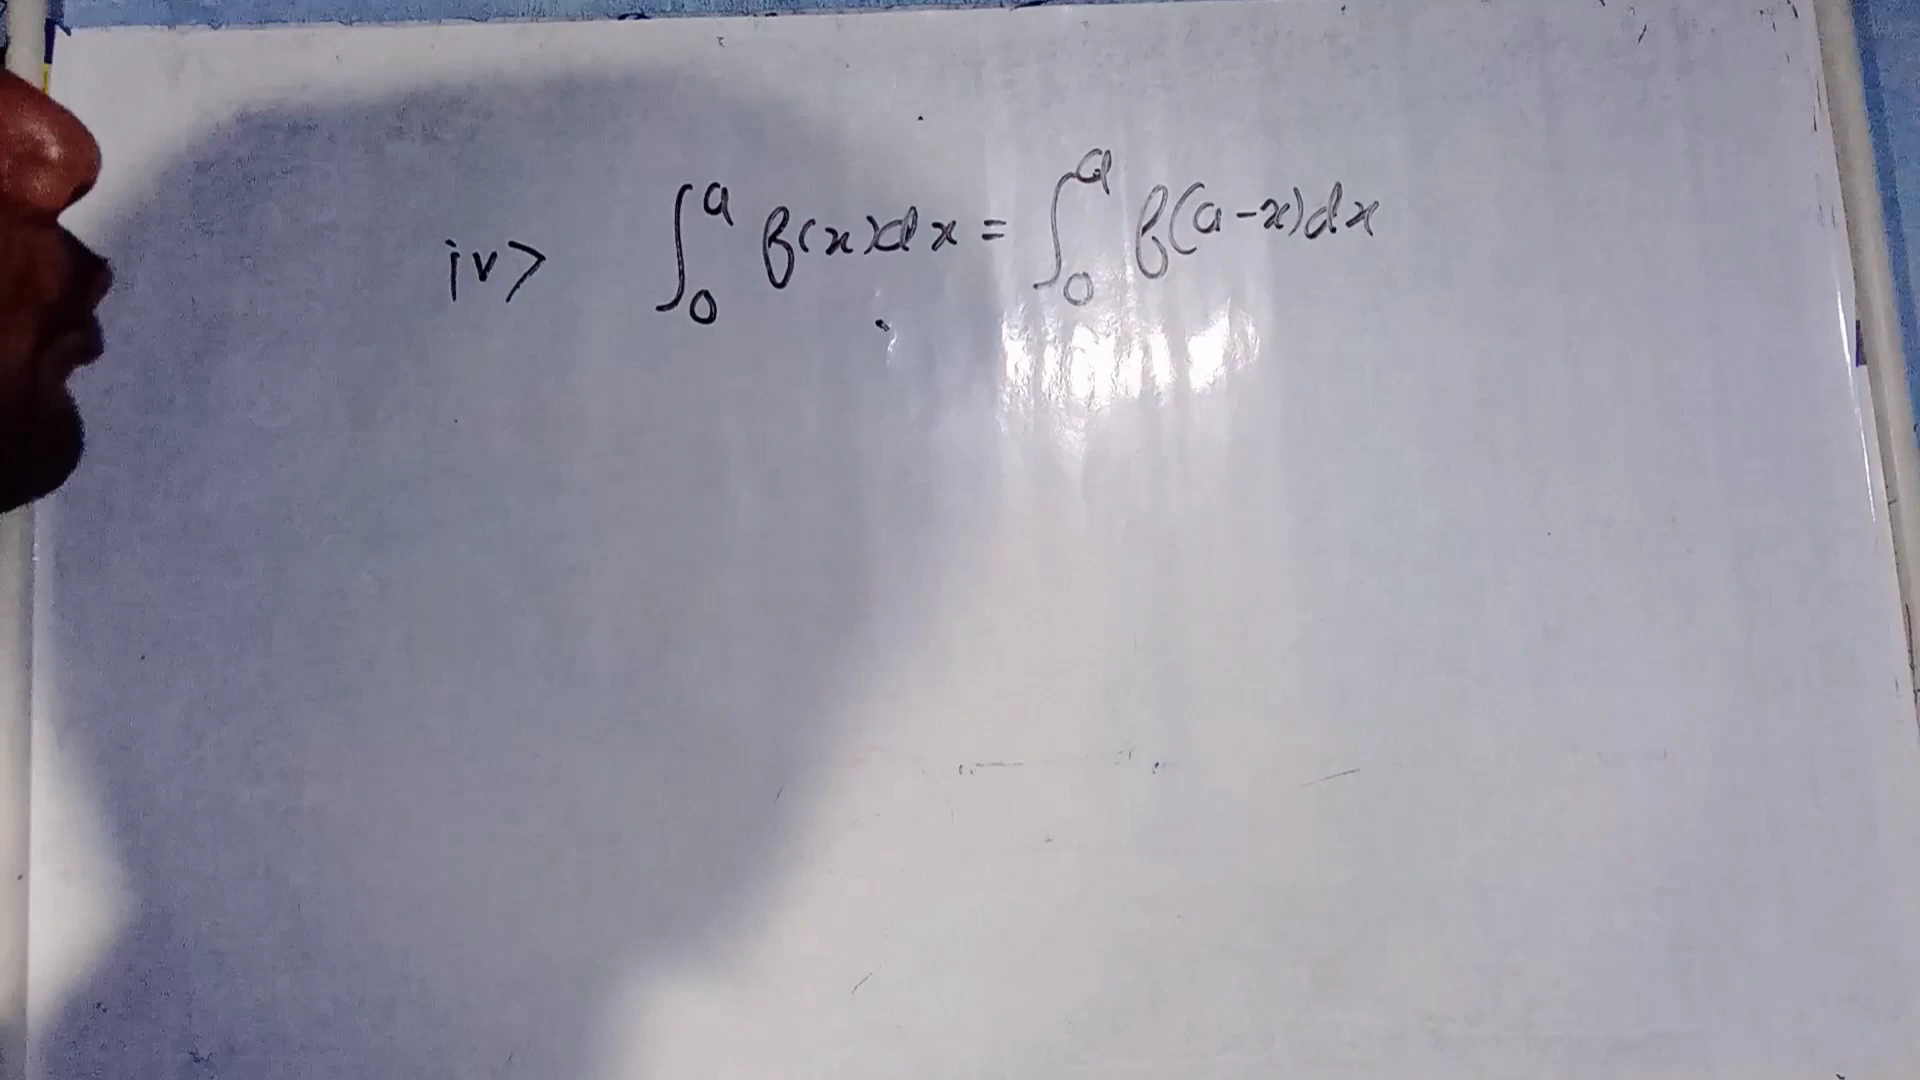 iv> ∫₀ᵃ f(x)dx = ∫₀ᵃ f(a-x)dx